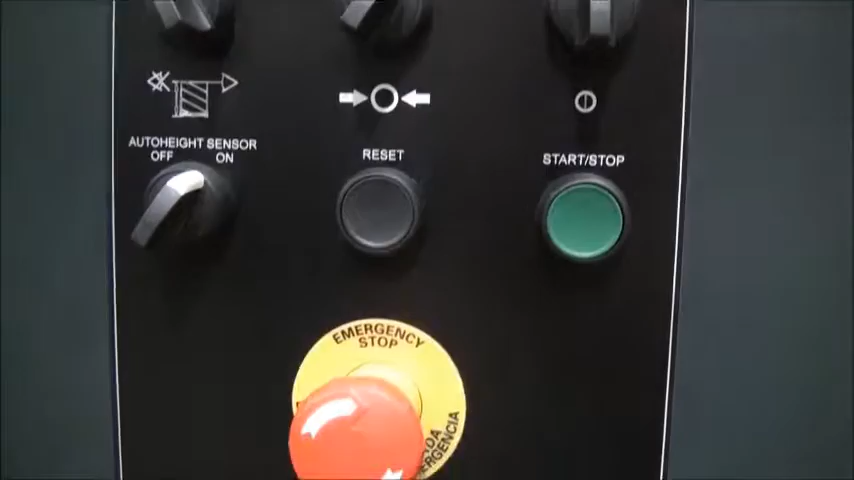 AUTOHEIGHT SENSOR
OFF ON
RESET
START/STOP
EMERGENCY
STOP